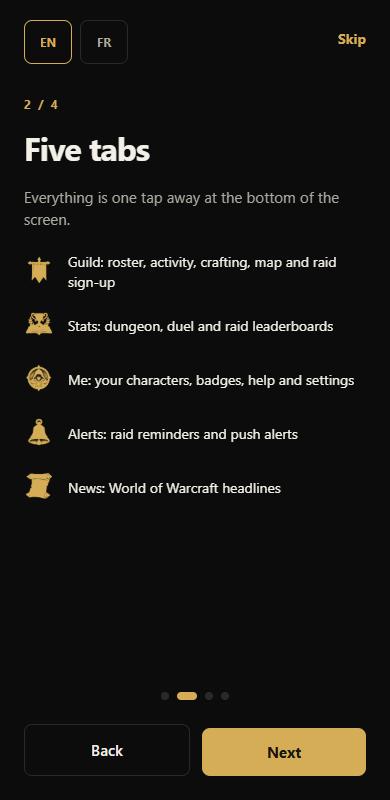 EN
FR
Skip
2 / 4
Five tabs
Everything is one tap away at the bottom of the
screen.
Guild: roster, activity, crafting, map and raid
sign-up
Stats: dungeon, duel and raid leaderboards
Me: your characters, badges, help and settings
Alerts: raid reminders and push alerts
News: World of Warcraft headlines
Back
Next